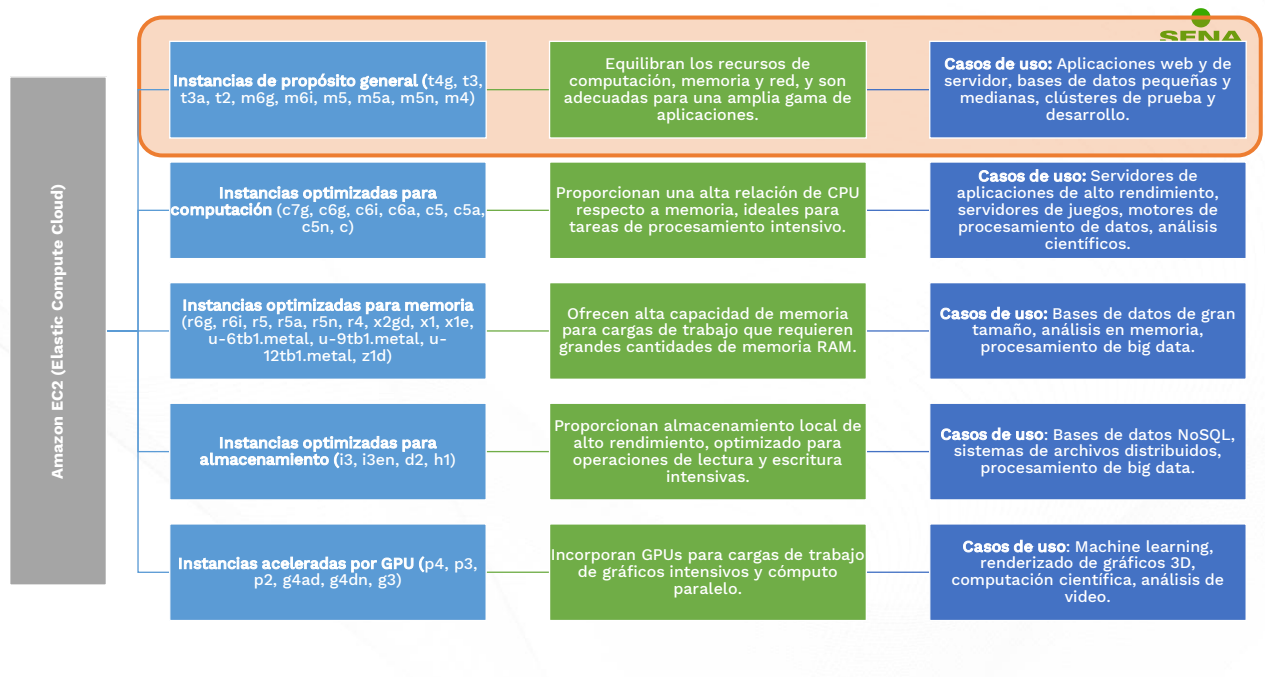 SENA
Amazon EC2 (Elastic Compute Cloud)
Instancias de propósito general (t4g, t3,
t3a, t2, m6g, m6i, m5, m5a, m5n, m4)
Equilibran los recursos de
computación, memoria y red, y son
adecuadas para una amplia gama de
aplicaciones.
Casos de uso: Aplicaciones web y de
servidor, bases de datos pequeñas y
medianas, clústeres de prueba y
desarrollo.
Instancias optimizadas para
computación (c7g, c6g, c6i, c6a, c5, c5a,
c5n, c)
Proporcionan una alta relación de CPU
respecto a memoria, ideales para
tareas de procesamiento intensivo.
Casos de uso: Servidores de
aplicaciones de alto rendimiento,
servidores de juegos, motores de
procesamiento de datos, análisis
científicos.
Instancias optimizadas para memoria
(r6g, r6i, r5, r5a, r5n, r4, x2gd, x1, x1e,
u-6tb1.metal, u-9tb1.metal, u-
12tb1.metal, z1d)
Ofrecen alta capacidad de memoria
para cargas de trabajo que requieren
grandes cantidades de memoria RAM.
Casos de uso: Bases de datos de gran
tamaño, análisis en memoria,
procesamiento de big data.
Instancias optimizadas para
almacenamiento (i3, i3en, d2, h1)
Proporcionan almacenamiento local de
alto rendimiento, optimizado para
operaciones de lectura y escritura
intensivas.
Casos de uso: Bases de datos NoSQL,
sistemas de archivos distribuidos,
procesamiento de big data.
Instancias aceleradas por GPU (p4, p3,
p2, g4ad, g4dn, g3)
Incorporan GPUs para cargas de trabajo
de gráficos intensivos y cómputo
paralelo.
Casos de uso: Machine learning,
renderizado de gráficos 3D,
computación científica, análisis de
video.